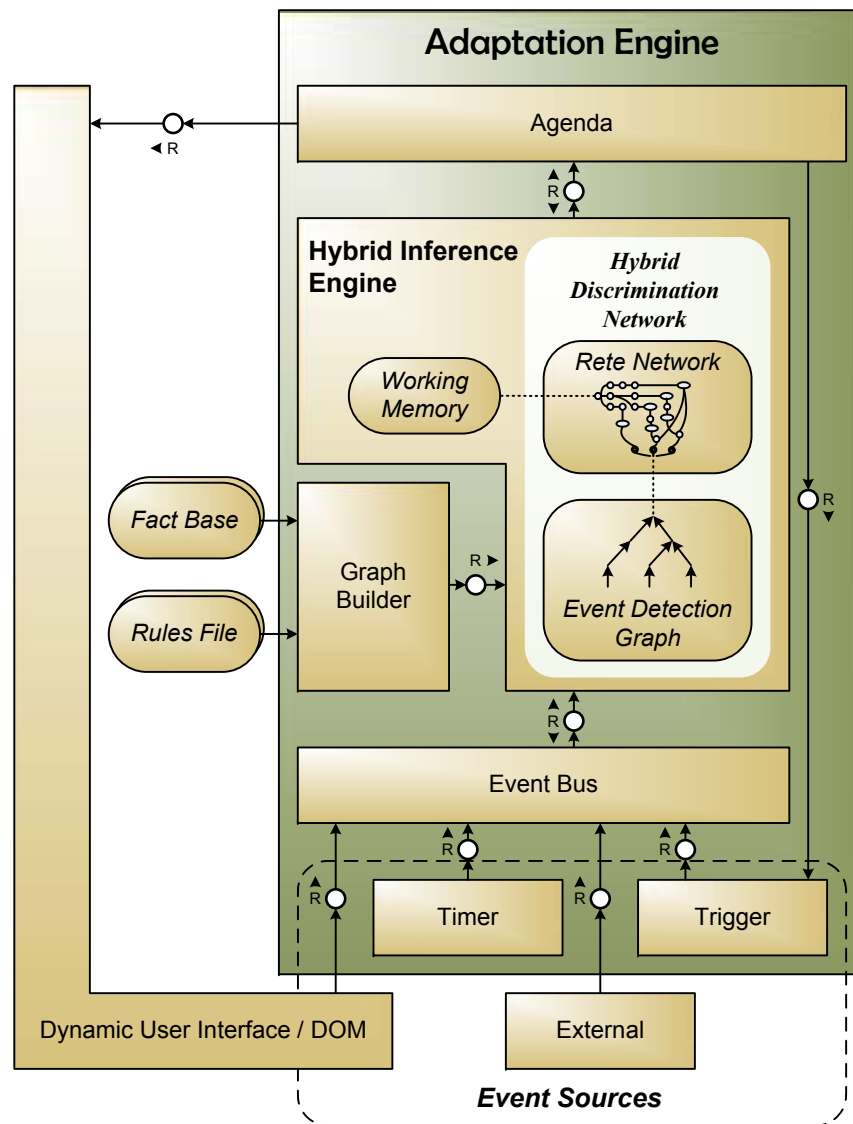 Adaptation Engine
Agenda
R
R
Hybrid Inference
Engine
Hybrid
Discrimination
Network
Rete Network
Working
Memory
R
Fact Base
Graph
Builder
R
Rules File
Event Detection
Graph
R
Event Bus
R
R
R
R
Timer
Trigger
Dynamic User Interface / DOM
External
Event Sources